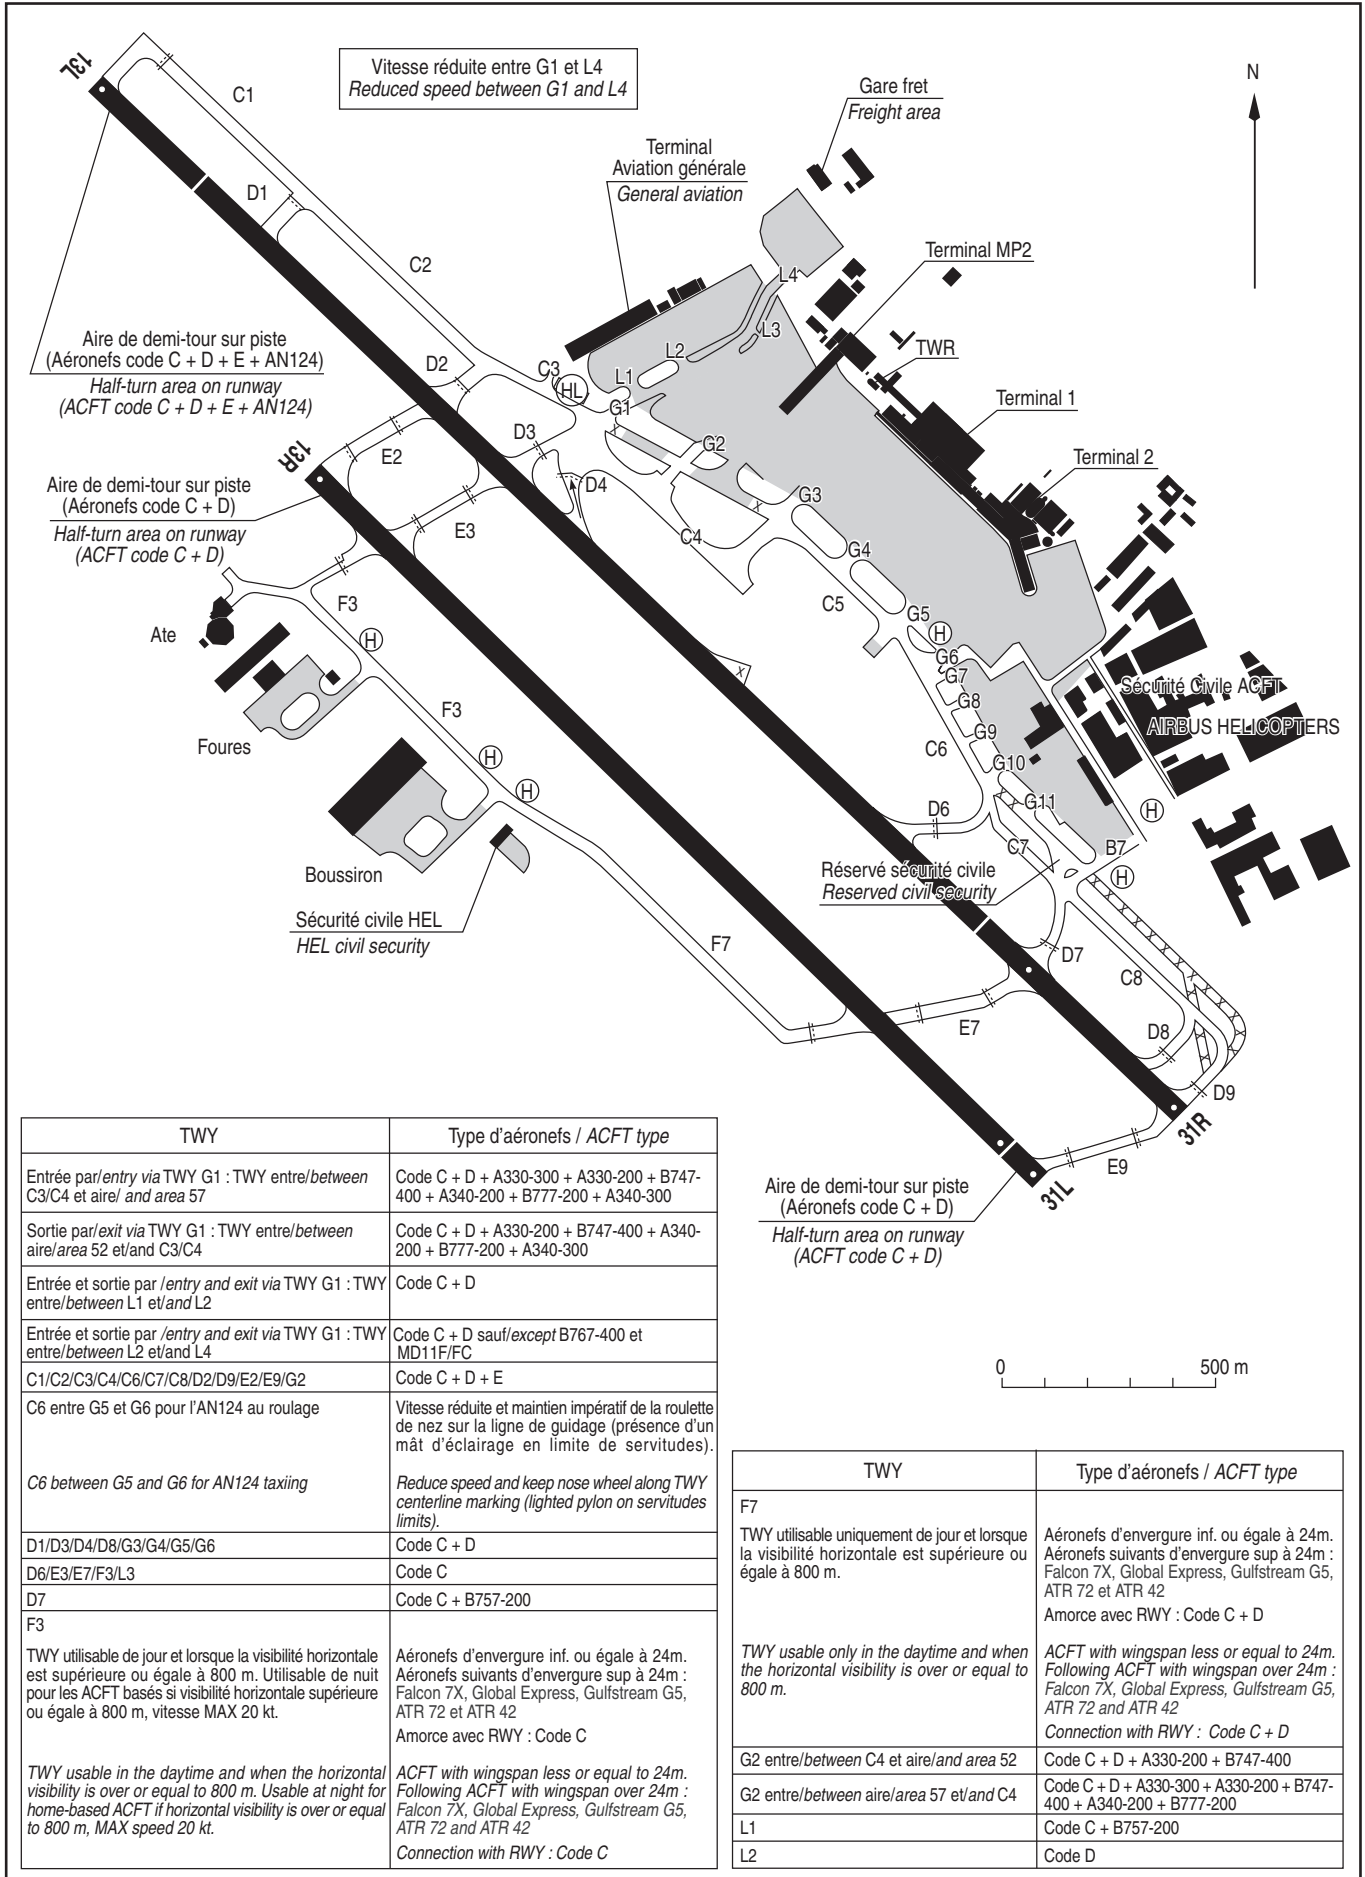 13L
C1
Vitesse réduite entre G1 et L4
Reduced speed between G1 and L4
Gare fret
Freight area
N
Terminal
Aviation générale
General aviation
D1
C2
L4
Terminal MP2
L3
TWR
Aire de demi-tour sur piste
(Aéronefs code C + D + E + AN124)
Half-turn area on runway
(ACFT code C + D + E + AN124)
D2
C3
HL
L1
L2
G1
Terminal 1
13R
E2
D3
G2
Terminal 2
Aire de demi-tour sur piste
(Aéronefs code C + D)
Half-turn area on runway
(ACFT code C + D)
D4
G3
E3
C4
G4
F3
C5
G5
Ate
H
H
G6
G7
G8
Sécurité Civile ACFT
F3
Foures
C6
G9
AIRBUS HELICOPTERS
H
G10
H
D6
G11
H
C7
B7
Boussiron
Réservé sécurité civile
Reserved civil security
H
Sécurité civile HEL
HEL civil security
F7
D7
C8
E7
D8
D9
31R
E9
31L
Aire de demi-tour sur piste
(Aéronefs code C + D)
Half-turn area on runway
(ACFT code C + D)
0 500 m
TWY Type d'aéronefs / ACFT type
Entrée par/entry via TWY G1 : TWY entre/between
C3/C4 et aire/ and area 57
Code C + D + A330-300 + A330-200 + B747-
400 + A340-200 + B777-200 + A340-300
Sortie par/exit via TWY G1 : TWY entre/between
aire/area 52 et/and C3/C4
Code C + D + A330-200 + B747-400 + A340-
200 + B777-200 + A340-300
Entrée et sortie par /entry and exit via TWY G1 : TWY
entre/between L1 et/and L2
Code C + D
Entrée et sortie par /entry and exit via TWY G1 : TWY
entre/between L2 et/and L4
Code C + D sauf/except B767-400 et
MD11F/FC
C1/C2/C3/C4/C6/C7/C8/D2/D9/E2/E9/G2 Code C + D + E
C6 entre G5 et G6 pour l'AN124 au roulage
Vitesse réduite et maintien impératif de la roulette
de nez sur la ligne de guidage (présence d'un
mât d'éclairage en limite de servitudes).
C6 between G5 and G6 for AN124 taxiing
Reduce speed and keep nose wheel along TWY
centerline marking (lighted pylon on servitudes
limits).
D1/D3/D4/D8/G3/G4/G5/G6 Code C + D
D6/E3/E7/F3/L3 Code C
D7 Code C + B757-200
F3
TWY utilisable de jour et lorsque la visibilité horizontale
est supérieure ou égale à 800 m. Utilisable de nuit
pour les ACFT basés si visibilité horizontale supérieure
ou égale à 800 m, vitesse MAX 20 kt.
Aéronefs d'envergure inf. ou égale à 24m.
Aéronefs suivants d'envergure sup à 24m :
Falcon 7X, Global Express, Gulfstream G5,
ATR 72 et ATR 42
Amorce avec RWY : Code C
TWY usable in the daytime and when the horizontal
visibility is over or equal to 800 m. Usable at night for
home-based ACFT if horizontal visibility is over or equal
to 800 m, MAX speed 20 kt.
ACFT with wingspan less or equal to 24m.
Following ACFT with wingspan over 24m :
Falcon 7X, Global Express, Gulfstream G5,
ATR 72 and ATR 42
Connection with RWY : Code C
TWY Type d'aéronefs / ACFT type
F7
TWY utilisable uniquement de jour et lorsque
la visibilité horizontale est supérieure ou
égale à 800 m.
Aéronefs d'envergure inf. ou égale à 24m.
Aéronefs suivants d'envergure sup à 24m :
Falcon 7X, Global Express, Gulfstream G5,
ATR 72 et ATR 42
Amorce avec RWY : Code C + D
TWY usable only in the daytime and when
the horizontal visibility is over or equal to
800 m.
ACFT with wingspan less or equal to 24m.
Following ACFT with wingspan over 24m :
Falcon 7X, Global Express, Gulfstream G5,
ATR 72 and ATR 42
Connection with RWY : Code C + D
G2 entre/between C4 et aire/and area 52 Code C + D + A330-200 + B747-400
G2 entre/between aire/area 57 et/and C4
Code C + D + A330-300 + A330-200 + B747-
400 + A340-200 + B777-200
L1 Code C + B757-200
L2 Code D